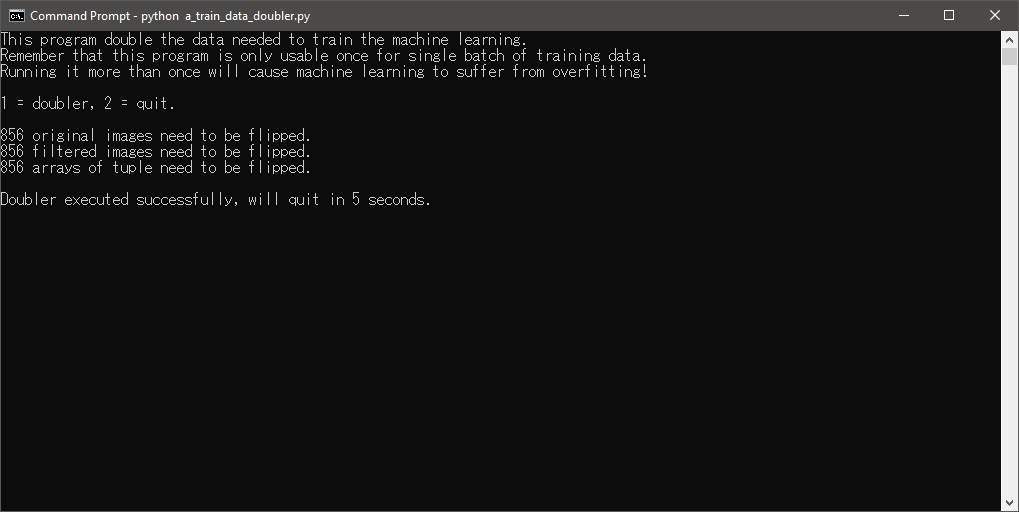 Command Prompt - python  a_train_data_doubler.py
This program double the data needed to train the machine learning.
Remember that this program is only usable once for single batch of training data.
Running it more than once will cause machine learning to suffer from overfitting!
1 = doubler, 2 = quit.
856 original images need to be flipped.
856 filtered images need to be flipped.
856 arrays of tuple need to be flipped.
Doubler executed successfully, will quit in 5 seconds.